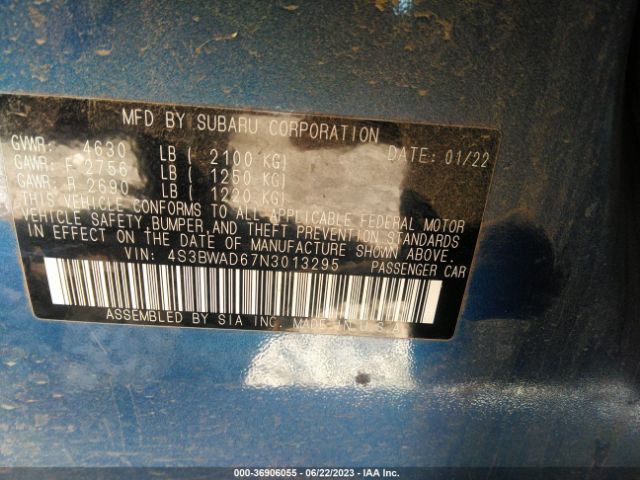 MFD BY SUBARU CORPORATION
GVWR: 4630 LB ( 2100 KG) DATE: 01/22
GAWR: F 2756 LB ( 1250 KG)
GAWR: R 2690 LB ( 1220 KG)
THIS VEHICLE CONFORMS TO ALL APPLICABLE FEDERAL MOTOR
VEHICLE SAFETY, BUMPER, AND THEFT PREVENTION STANDARDS
IN EFFECT ON THE DATE OF MANUFACTURE SHOWN ABOVE.
VIN: 4S3BWAD67N3013295 PASSENGER CAR
ASSEMBLED BY SIA INC. MADE IN U.S.A.
000-36906055 - 06/22/2023 - IAA Inc.